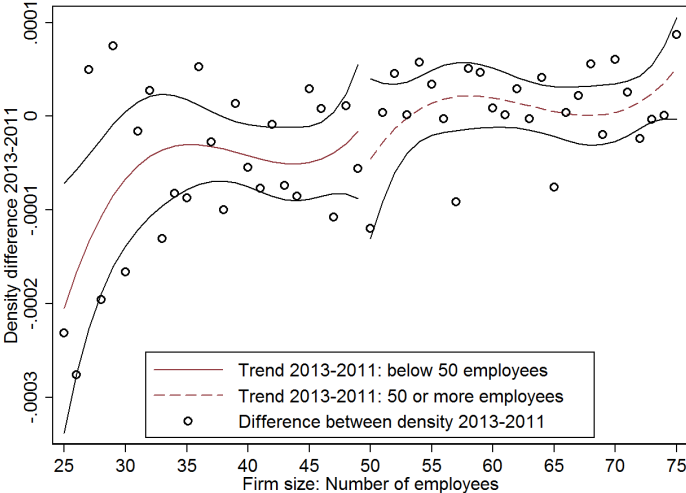 Density difference 2013-2011
.0001
0
-.0001
-.0002
-.0003
Trend 2013-2011: below 50 employees
Trend 2013-2011: 50 or more employees
Difference between density 2013-2011
25 30 35 40 45 50 55 60 65 70 75
Firm size: Number of employees